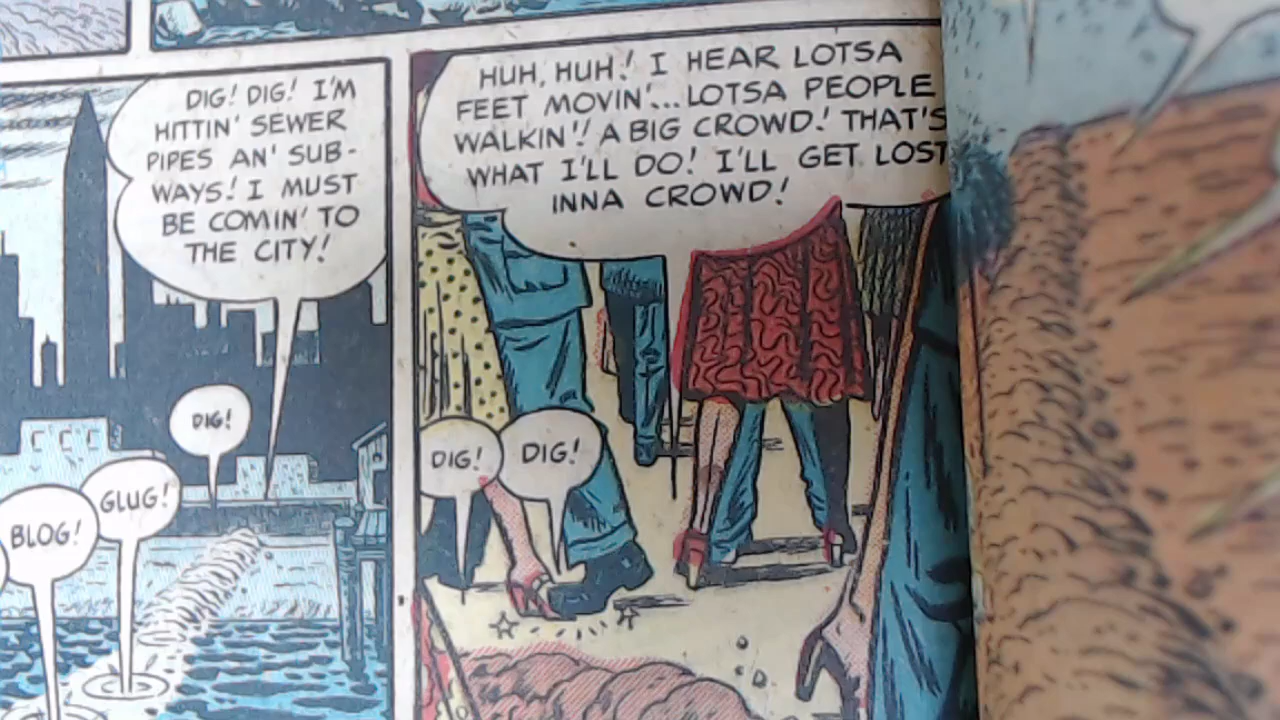 DIG! DIG! I'M
HITTIN' SEWER
PIPES AN' SUB-
WAYS! I MUST
BE COMIN' TO
THE CITY!
DIG!
GLUG!
BLOG!
HUH, HUH! I HEAR LOTSA
FEET MOVIN'...LOTSA PEOPLE
WALKIN'! A BIG CROWD! THAT'S
WHAT I'LL DO! I'LL GET LOST
INNA CROWD!
DIG!
DIG!